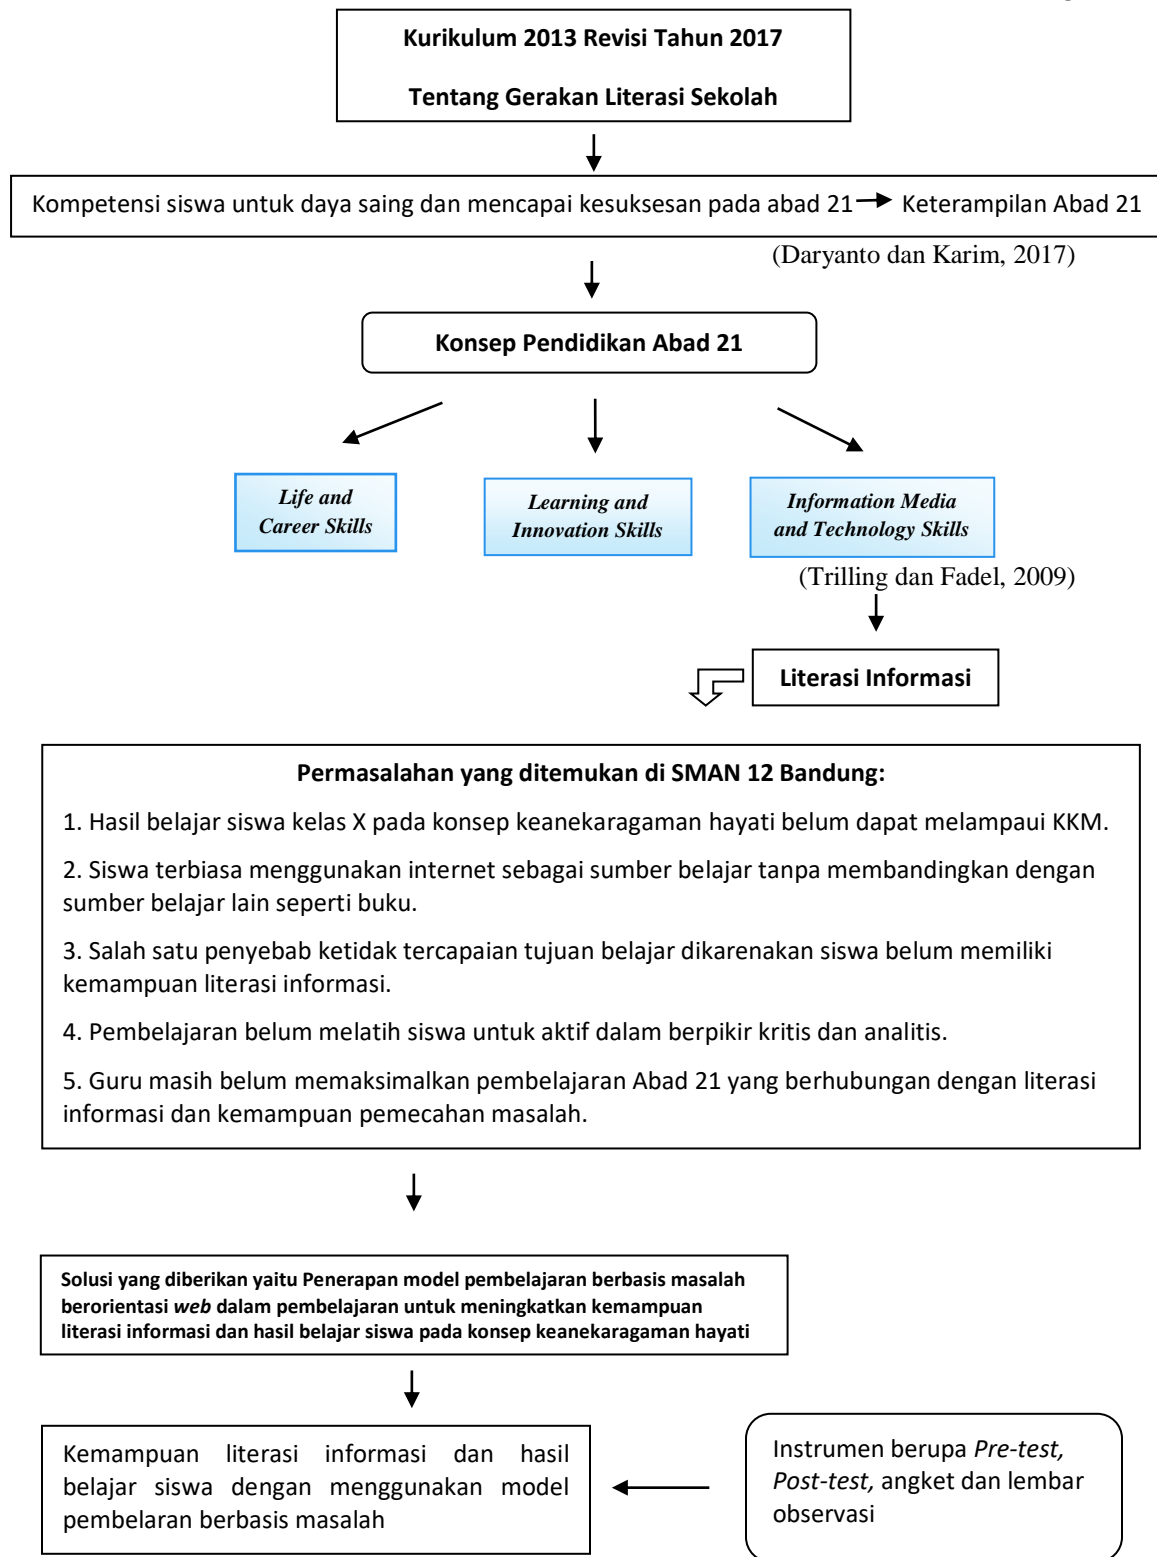 Kurikulum 2013 Revisi Tahun 2017
Tentang Gerakan Literasi Sekolah
Kompetensi siswa untuk daya saing dan mencapai kesuksesan pada abad 21 Keterampilan Abad 21
(Daryanto dan Karim, 2017)
Konsep Pendidikan Abad 21
Life and
Career Skills
Learning and
Innovation Skills
Information Media
and Technology Skills
(Trilling dan Fadel, 2009)
Literasi Informasi
Permasalahan yang ditemukan di SMAN 12 Bandung:
1. Hasil belajar siswa kelas X pada konsep keanekaragaman hayati belum dapat melampaui KKM.
2. Siswa terbiasa menggunakan internet sebagai sumber belajar tanpa membandingkan dengan
sumber belajar lain seperti buku.
3. Salah satu penyebab ketidak tercapaian tujuan belajar dikarenakan siswa belum memiliki
kemampuan literasi informasi.
4. Pembelajaran belum melatih siswa untuk aktif dalam berpikir kritis dan analitis.
5. Guru masih belum memaksimalkan pembelajaran Abad 21 yang berhubungan dengan literasi
informasi dan kemampuan pemecahan masalah.
Solusi yang diberikan yaitu Penerapan model pembelajaran berbasis masalah
berorientasi web dalam pembelajaran untuk meningkatkan kemampuan
literasi informasi dan hasil belajar siswa pada konsep keanekaragaman hayati
Kemampuan literasi informasi dan hasil
belajar siswa dengan menggunakan model
pembelaran berbasis masalah
Instrumen berupa Pre-test,
Post-test, angket dan lembar
observasi